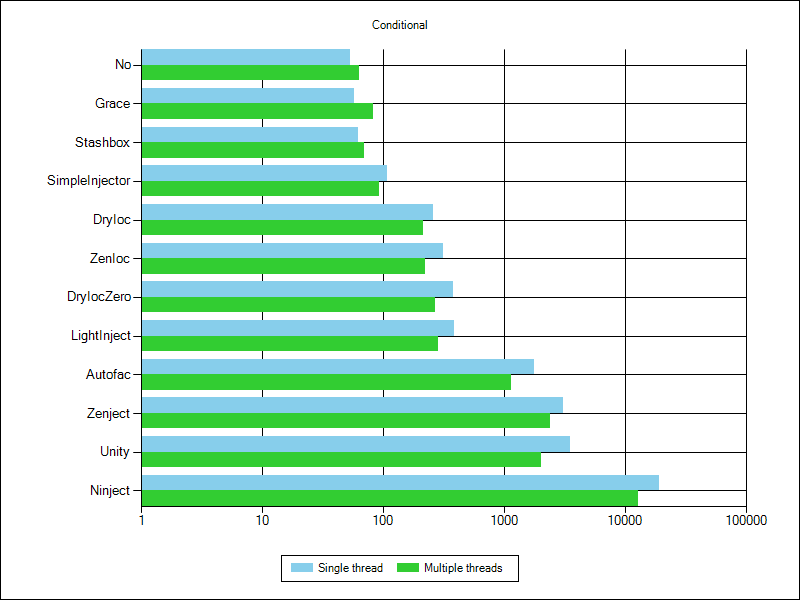 Conditional
No
Grace
Stashbox
SimpleInjector
DryIoc
ZenIoc
DryIocZero
LightInject
Autofac
Zenject
Unity
Ninject
1 10 100 1000 10000 100000
Single thread Multiple threads